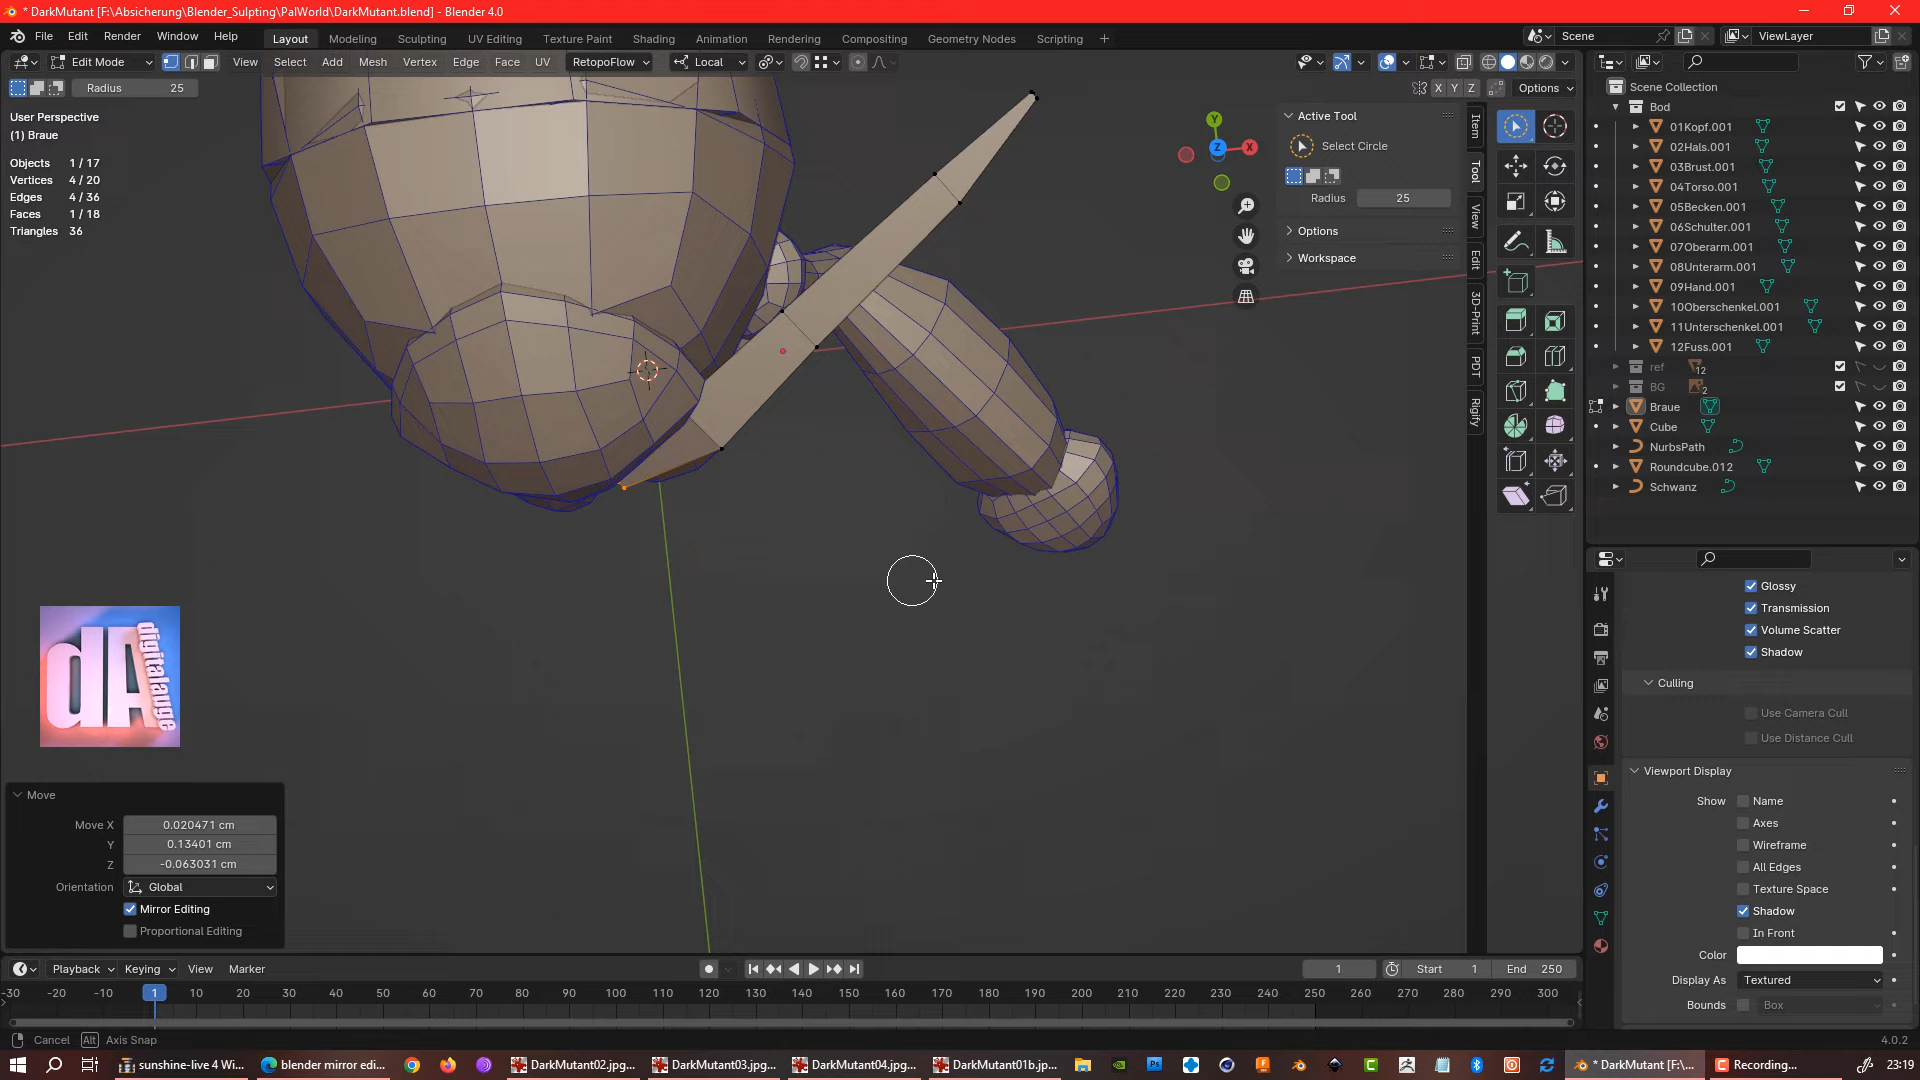 * DarkMutant [F:\Absicherung\Blender_Sulpting\PalWorld\DarkMutant.blend] - Blender 4.0
File Edit Render Window Help Layout Modeling Sculpting UV Editing Texture Paint Shading Animation Rendering Compositing Geometry Nodes Scripting + Scene ViewLayer
Edit Mode View Select Add Mesh Vertex Edge Face UV RetopoFlow Local
Radius 25 X Y Z Options
User Perspective
(1) Braue
Objects 1 / 17
Vertices 4 / 20
Edges 4 / 36
Faces 1 / 18
Triangles 36
Y
Z
X
Active Tool
Select Circle
Radius 25
Options
Workspace
Item
Tool
View
Edit
3D-Print
PDT
Rigify
Scene Collection
Bod
01Kopf.001
02Hals.001
03Brust.001
04Torso.001
05Becken.001
06Schulter.001
07Oberarm.001
08Unterarm.001
09Hand.001
10Oberschenkel.001
11Unterschenkel.001
12Fuss.001
ref 12
BG 2
Braue
Cube
NurbsPath
Roundcube.012
Schwanz
Glossy
Transmission
Volume Scatter
Shadow
Culling
Use Camera Cull
Use Distance Cull
Viewport Display
Show Name
Axes
Wireframe
All Edges
Texture Space
Shadow
In Front
Color
Display As Textured
Bounds Box
dA
digitalange
Move
Move X 0.020471 cm
Y 0.13401 cm
Z -0.063031 cm
Orientation Global
Mirror Editing
Proportional Editing
Playback Keying View Marker 1 Start 1 End 250
-30 -20 -10 1 10 20 30 40 50 60 70 80 90 100 110 120 130 140 150 160 170 180 190 200 210 220 230 240 250 260 270 280 290 300
Cancel Alt Axis Snap 4.0.2
sunshine-live 4 Wi... blender mirror edi... DarkMutant02.jpg... DarkMutant03.jpg... DarkMutant04.jpg... DarkMutant01b.jp... * DarkMutant [F:\... Recording... 23:19